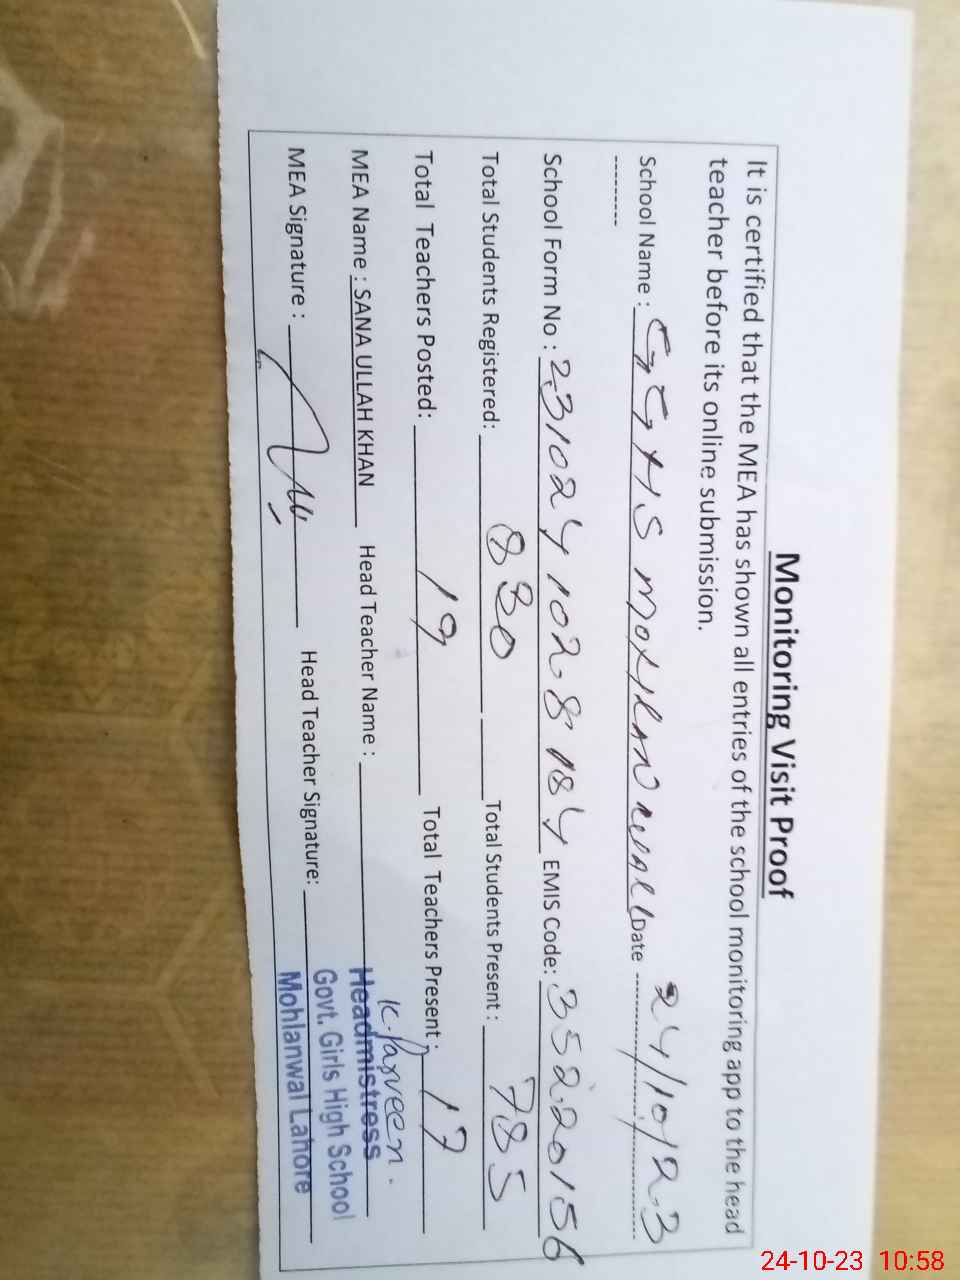 Monitoring Visit Proof
It is certified that the MEA has shown all entries of the school monitoring app to the head
teacher before its online submission.
School Name : GGHS MOHLANWAL Date 24/10/23
---------
School Form No : 231024102818 4 EMIS Code: 35220156
Total Students Registered: 830 Total Students Present : 785
Total Teachers Posted: 19 Total Teachers Present : 17
MEA Name : SANA ULLAH KHAN Head Teacher Name : K. Parveen.
MEA Signature : Head Teacher Signature:
Headmistress
Govt. Girls High School
Mohlanwal Lahore
24-10-23 10:58